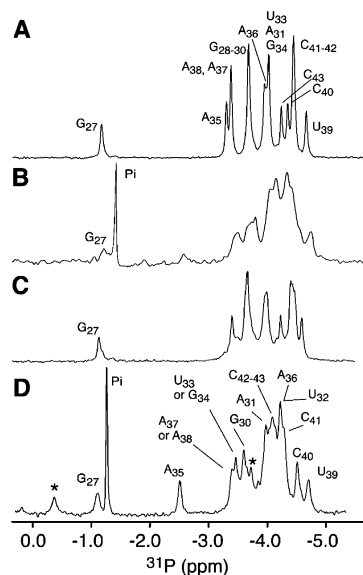 A
U33
A36 A31
G34
C41-42
G28-30
A38, A37
C43
C40
G27
A35
U39
B
Pi
G27
C
G27
D
Pi
U33
or G34
C42-43
A36
A31
U32
A37
or A38
G30
C41
*
*
G27
A35
C40
U39
0.0 -1.0 -2.0 -3.0 -4.0 -5.0
31P (ppm)